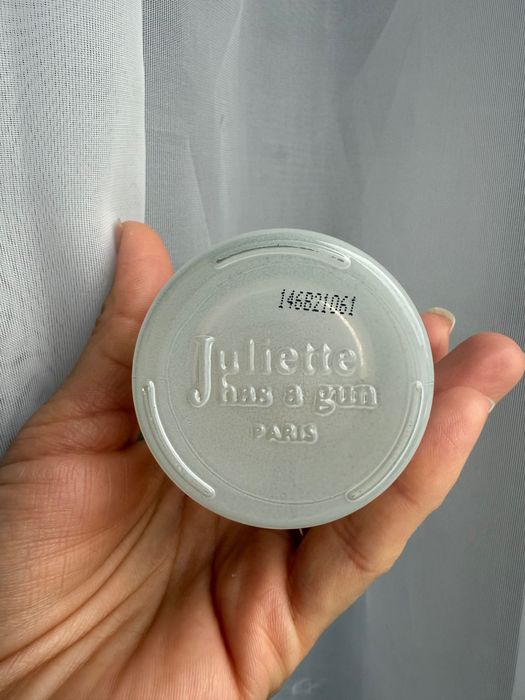 146B21061
Juliette
has a gun
PARIS